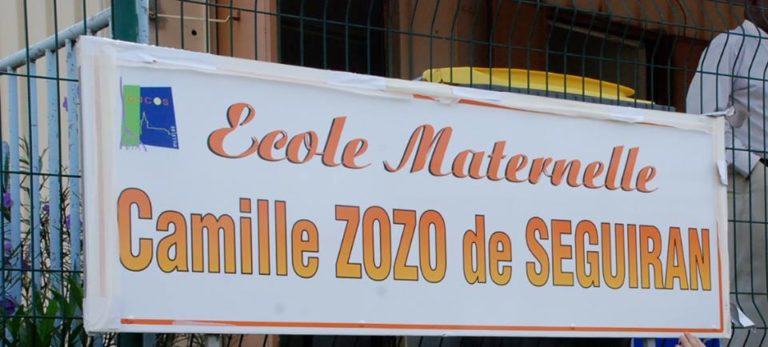 Ecole Maternelle
Camille ZOZO de SEGUIRAN